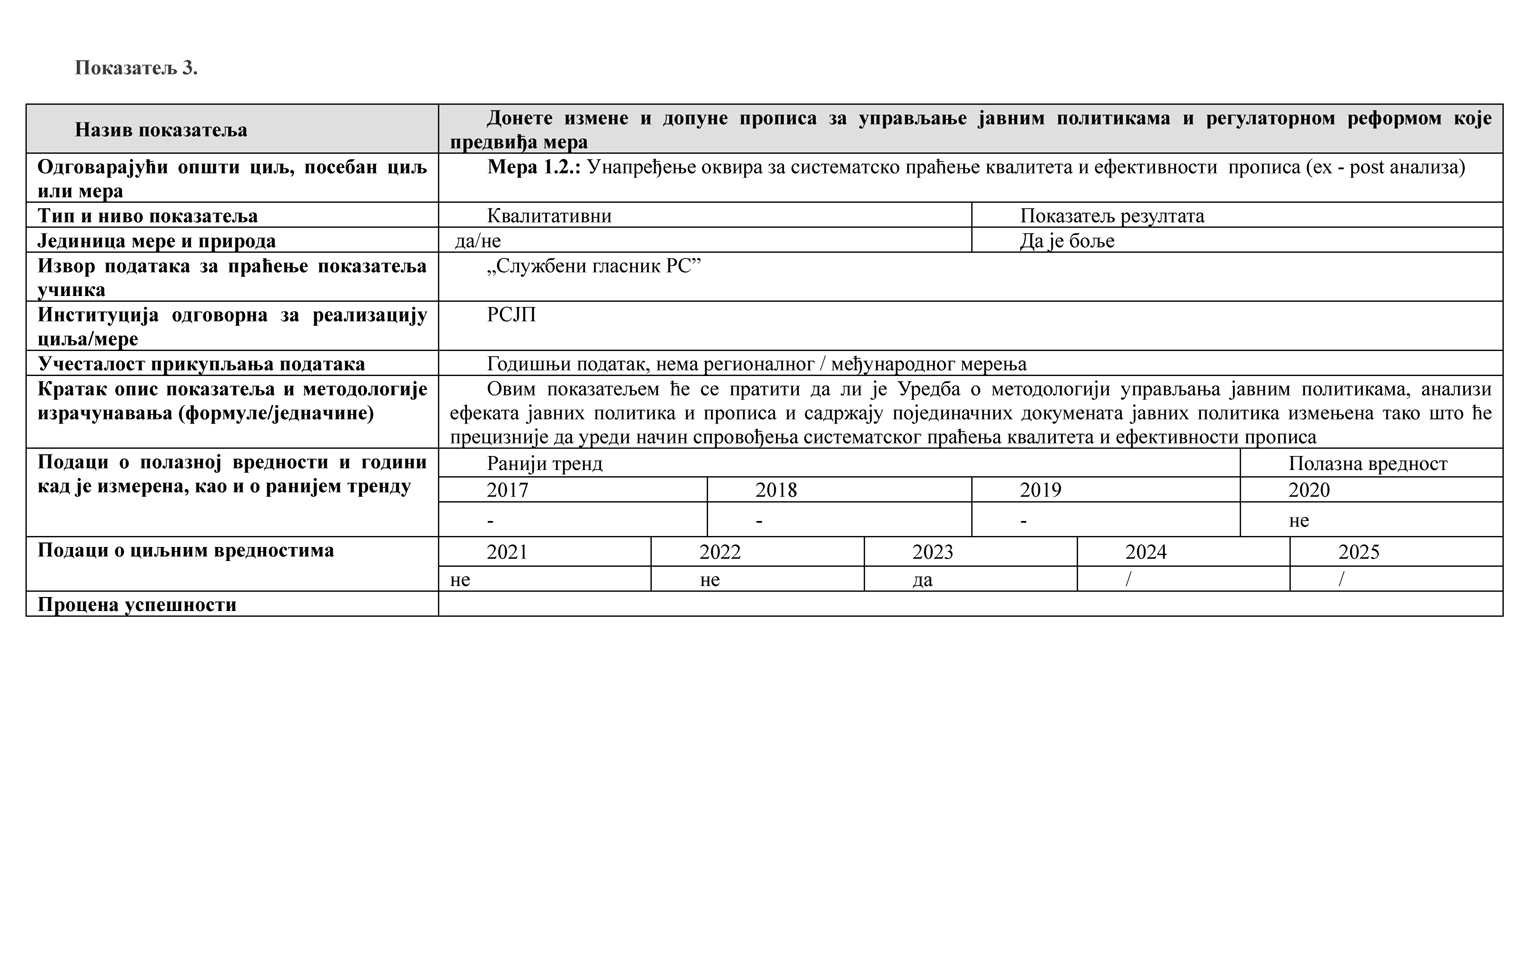 Показатељ 3.
Назив показатеља
Донете измене и допуне прописа за управљање јавним политикама и регулаторном реформом које
предвиђа мера
Одговарајући општи циљ, посебан циљ
или мера
Мера 1.2.: Унапређење оквира за систематско праћење квалитета и ефективности прописа (ex - post анализа)
Тип и ниво показатеља
Квалитативни
Показатељ резултата
Јединица мере и природа
да/не
Да је боље
Извор података за праћење показатеља
учинка
„Службени гласник РС”
Институција одговорна за реализацију
циља/мере
РСЈП
Учесталост прикупљања података
Годишњи податак, нема регионалног / међународног мерења
Кратак опис показатеља и методологије
израчунавања (формуле/једначине)
Овим показатељем ће се пратити да ли је Уредба о методологији управљања јавним политикама, анализи
ефеката јавних политика и прописа и садржају појединачних докумената јавних политика измењена тако што ће
прецизније да уреди начин спровођења систематског праћења квалитета и ефективности прописа
Подаци о полазној вредности и години
кад је измерена, као и о ранијем тренду
Ранији тренд
Полазна вредност
2017
2018
2019
2020
-
-
-
не
Подаци о циљним вредностима
2021
2022
2023
2024
2025
не
не
да
/
/
Процена успешности